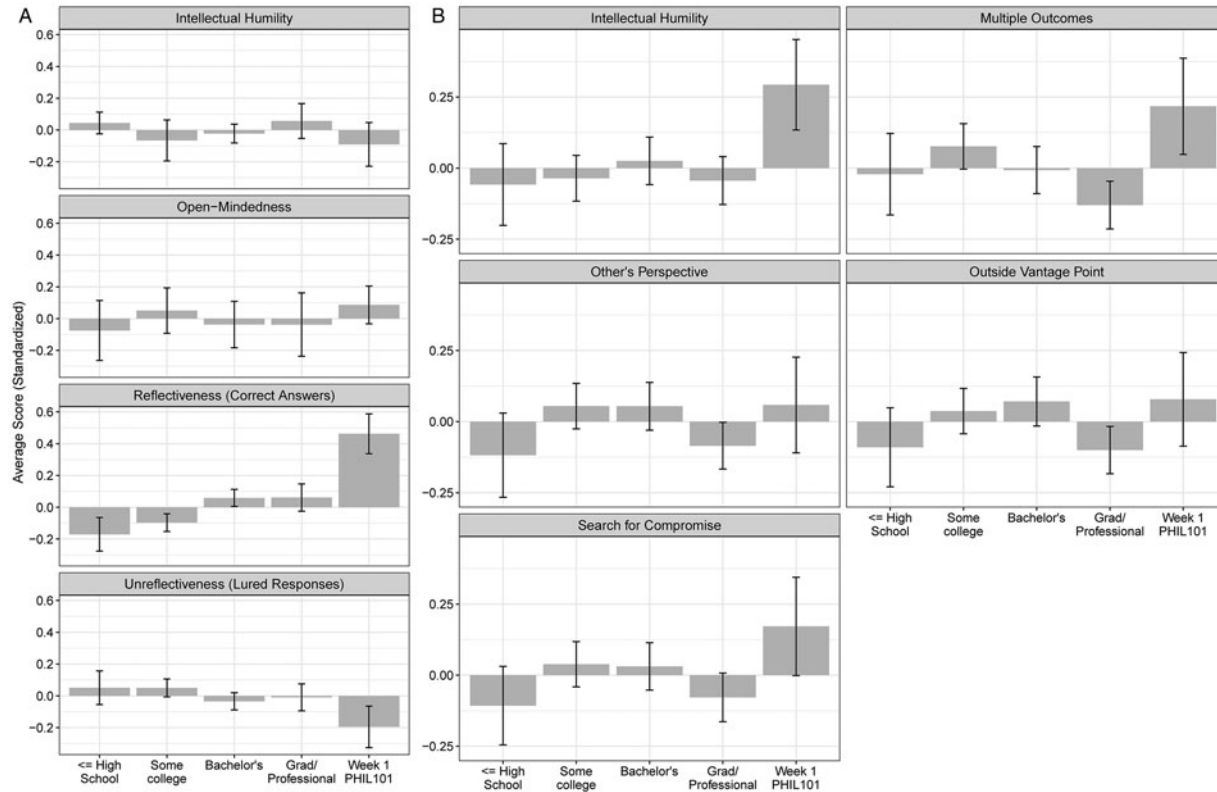 A
Intellectual Humility
0.6
0.4
0.2
0.0
−0.2
Open−Mindedness
0.6
0.4
0.2
0.0
−0.2
Reflectiveness (Correct Answers)
0.6
0.4
0.2
0.0
−0.2
Unreflectiveness (Lured Responses)
0.6
0.4
0.2
0.0
−0.2
Average Score (Standardized)
<= High
School
Some
college
Bachelor's
Grad/
Professional
Week 1
PHIL101
B
Intellectual Humility
0.25
0.00
−0.25
Multiple Outcomes
Other's Perspective
0.25
0.00
−0.25
Outside Vantage Point
<= High
School
Some
college
Bachelor's
Grad/
Professional
Week 1
PHIL101
Search for Compromise
0.25
0.00
−0.25
<= High
School
Some
college
Bachelor's
Grad/
Professional
Week 1
PHIL101